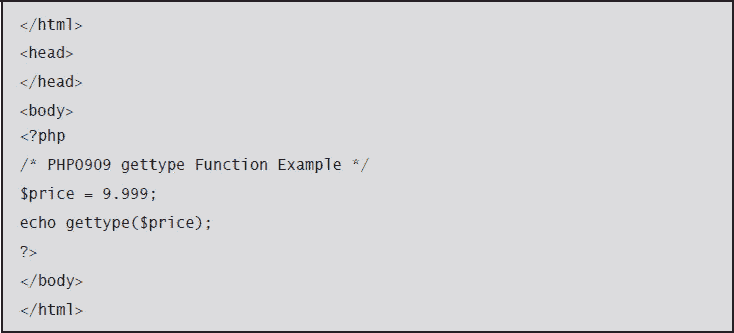 </html>
<head>
</head>
<body>
<?php
/* PHP0909 gettype Function Example */
$price = 9.999;
echo gettype($price);
?>
</body>
</html>